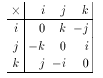 × i j k
i 0 k −j
j −k 0 i
k j −i 0